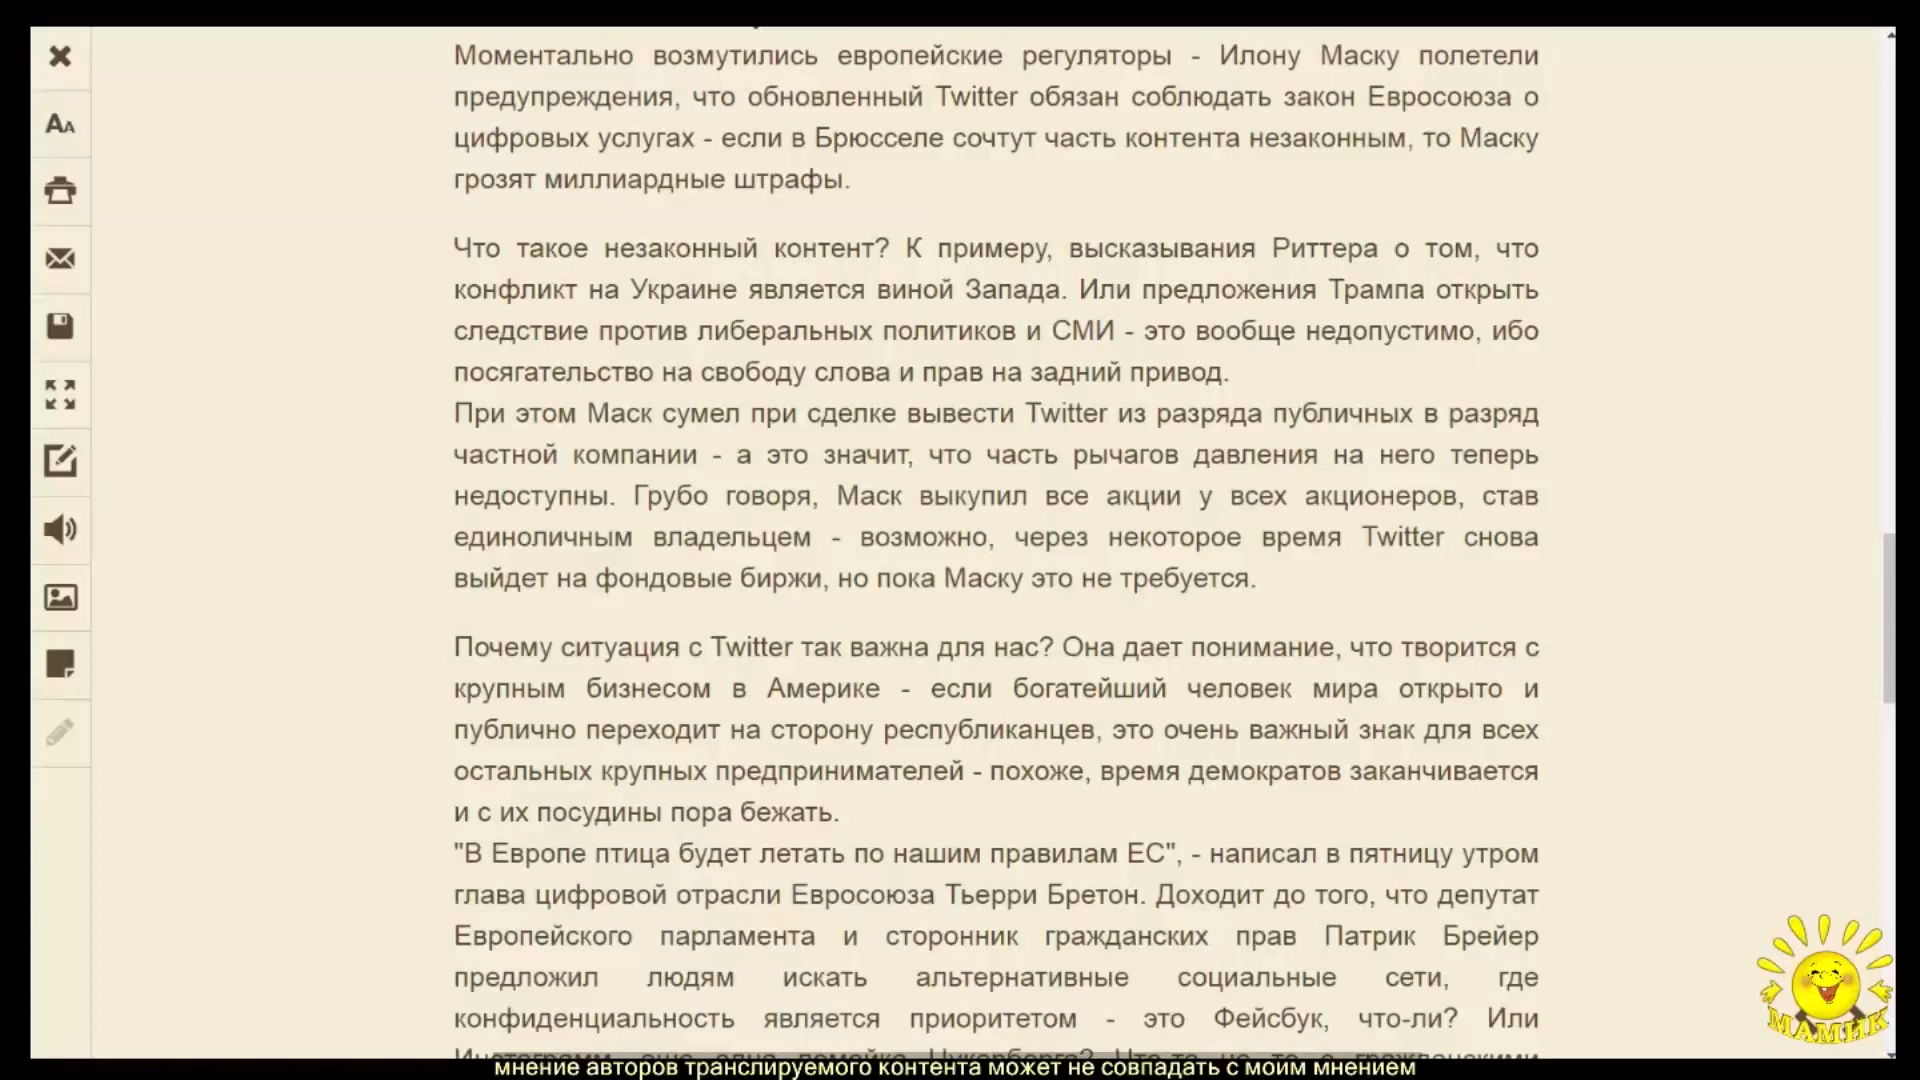 Моментально возмутились европейские регуляторы - Илону Маску полетели
предупреждения, что обновленный Twitter обязан соблюдать закон Евросоюза о
цифровых услугах - если в Брюсселе сочтут часть контента незаконным, то Маску
грозят миллиардные штрафы.
Что такое незаконный контент? К примеру, высказывания Риттера о том, что
конфликт на Украине является виной Запада. Или предложения Трампа открыть
следствие против либеральных политиков и СМИ - это вообще недопустимо, ибо
посягательство на свободу слова и прав на задний привод.
При этом Маск сумел при сделке вывести Twitter из разряда публичных в разряд
частной компании - а это значит, что часть рычагов давления на него теперь
недоступны. Грубо говоря, Маск выкупил все акции у всех акционеров, став
единоличным владельцем - возможно, через некоторое время Twitter снова
выйдет на фондовые биржи, но пока Маску это не требуется.
Почему ситуация с Twitter так важна для нас? Она дает понимание, что творится с
крупным бизнесом в Америке - если богатейший человек мира открыто и
публично переходит на сторону республиканцев, это очень важный знак для всех
остальных крупных предпринимателей - похоже, время демократов заканчивается
и с их посудины пора бежать.
"В Европе птица будет летать по нашим правилам ЕС", - написал в пятницу утром
глава цифровой отрасли Евросоюза Тьерри Бретон. Доходит до того, что депутат
Европейского парламента и сторонник гражданских прав Патрик Брейер
предложил людям искать альтернативные социальные сети, где
конфиденциальность является приоритетом - это Фейсбук, что-ли? Или
МАМИК
мнение авторов транслируемого контента может не совпадать с моим мнением